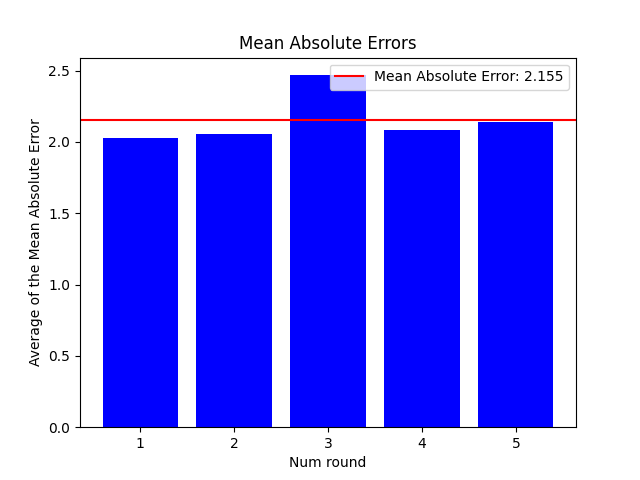 Mean Absolute Errors
Mean Absolute Error: 2.155
Average of the Mean Absolute Error
2.5
2.0
1.5
1.0
0.5
0.0
1 2 3 4 5
Num round